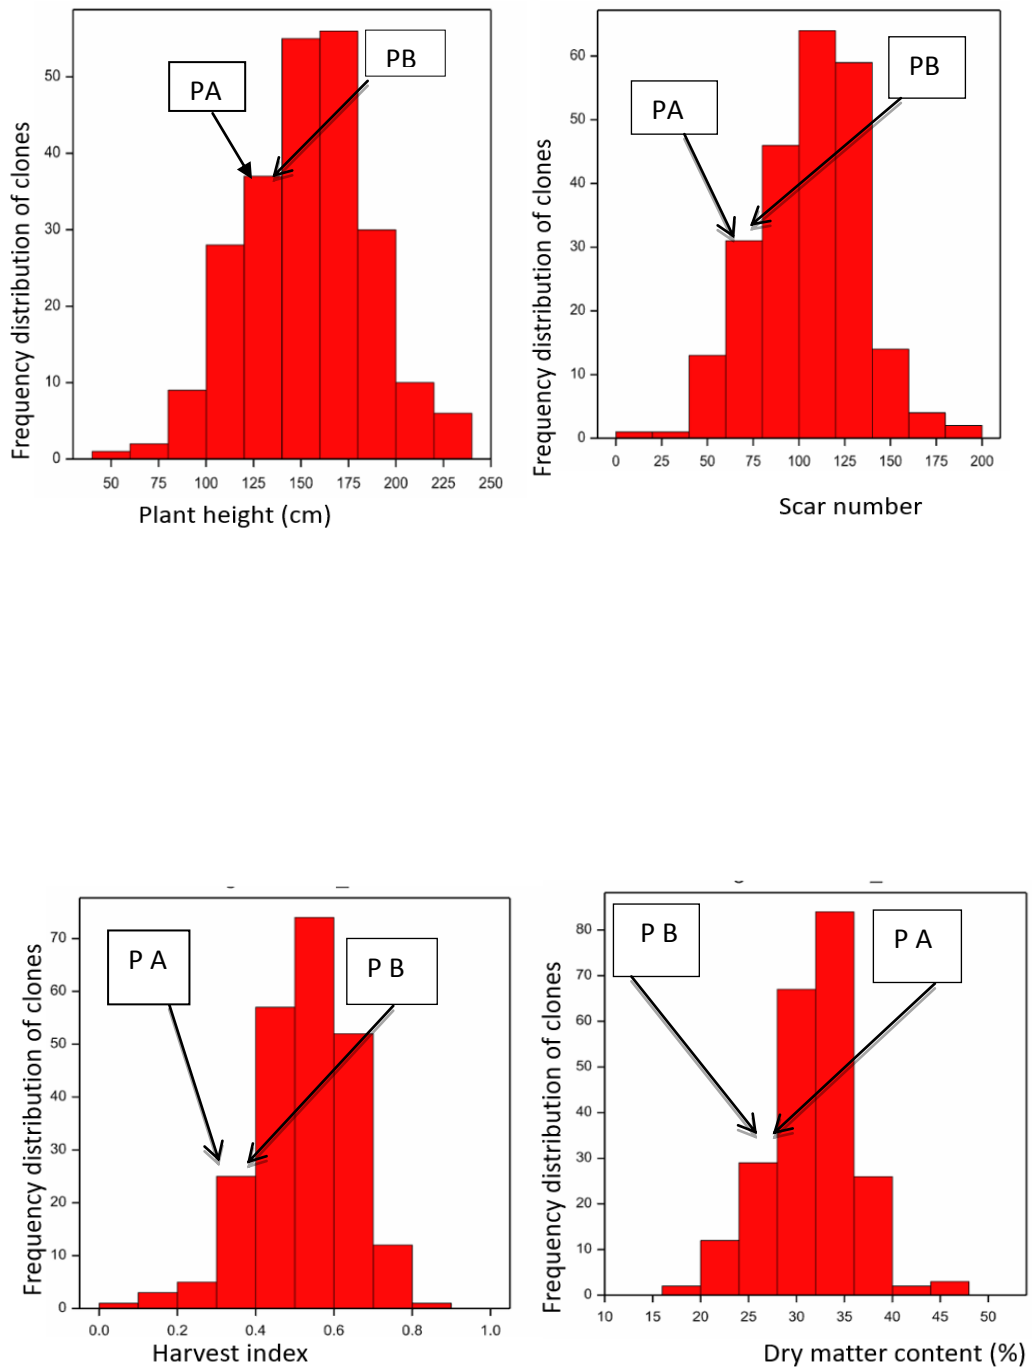 PA
PB
Frequency distribution of clones
50
40
30
20
10
0
50 75 100 125 150 175 200 225 250
Plant height (cm)
PA
PB
Frequency distribution of clones
60
50
40
30
20
10
0
0 25 50 75 100 125 150 175 200
Scar number
P A
P B
Frequency distribution of clones
70
60
50
40
30
20
10
0
0.0 0.2 0.4 0.6 0.8 1.0
Harvest index
P B
P A
Frequency distribution of clones
80
70
60
50
40
30
20
10
0
10 15 20 25 30 35 40 45 50
Dry matter content (%)